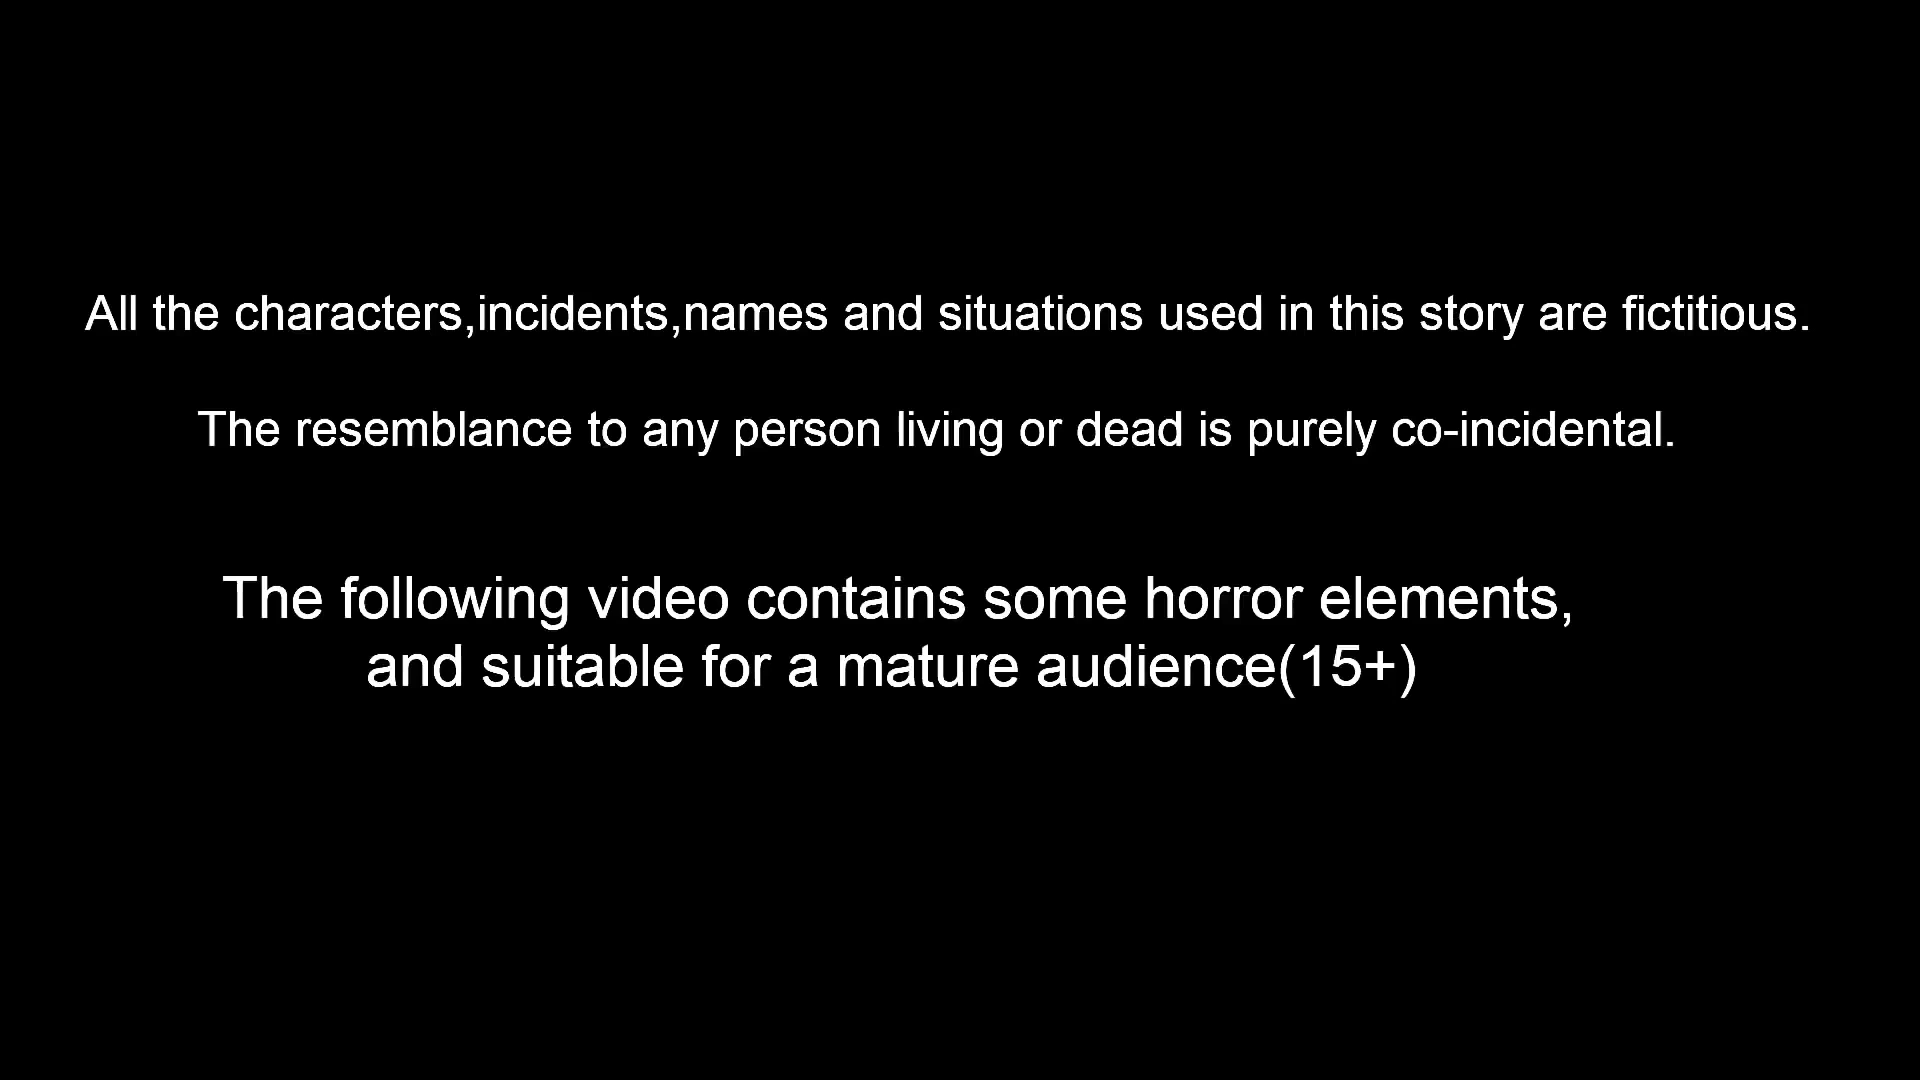 All the characters,incidents,names and situations used in this story are fictitious.
The resemblance to any person living or dead is purely co-incidental.
The following video contains some horror elements,
and suitable for a mature audience(15+)